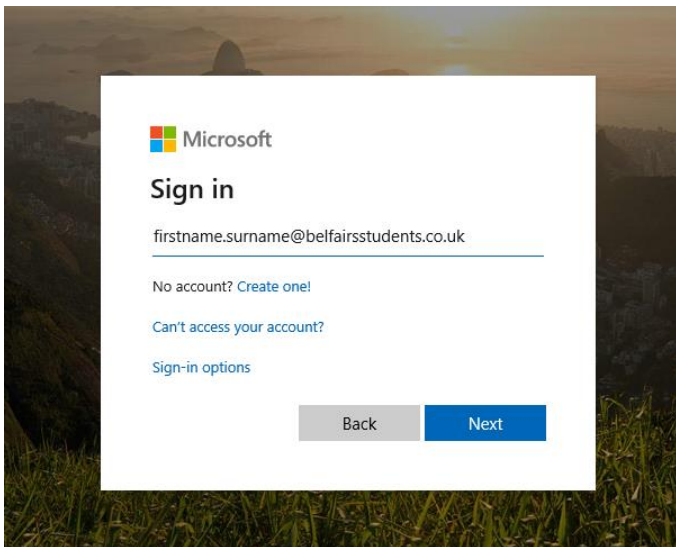 Microsoft
Sign in
firstname.surname@belfairsstudents.co.uk
No account? Create one!
Can't access your account?
Sign-in options
Back Next